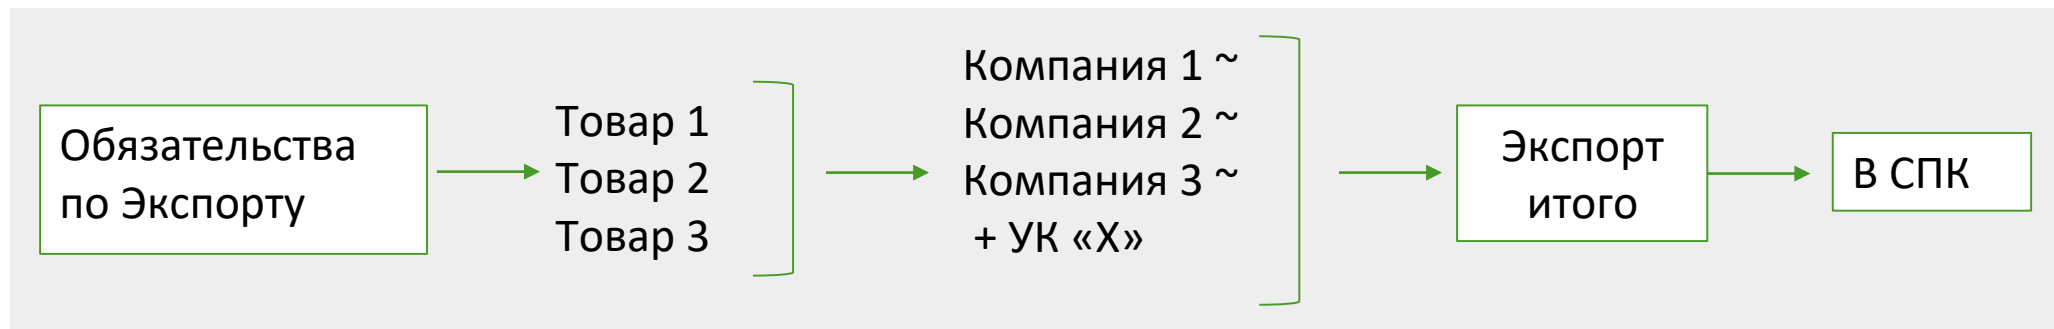 Обязательства
по Экспорту
Товар 1
Товар 2
Товар 3
Компания 1 ~
Компания 2 ~
Компания 3 ~
+ УК «Х»
Экспорт
итого
В СПК